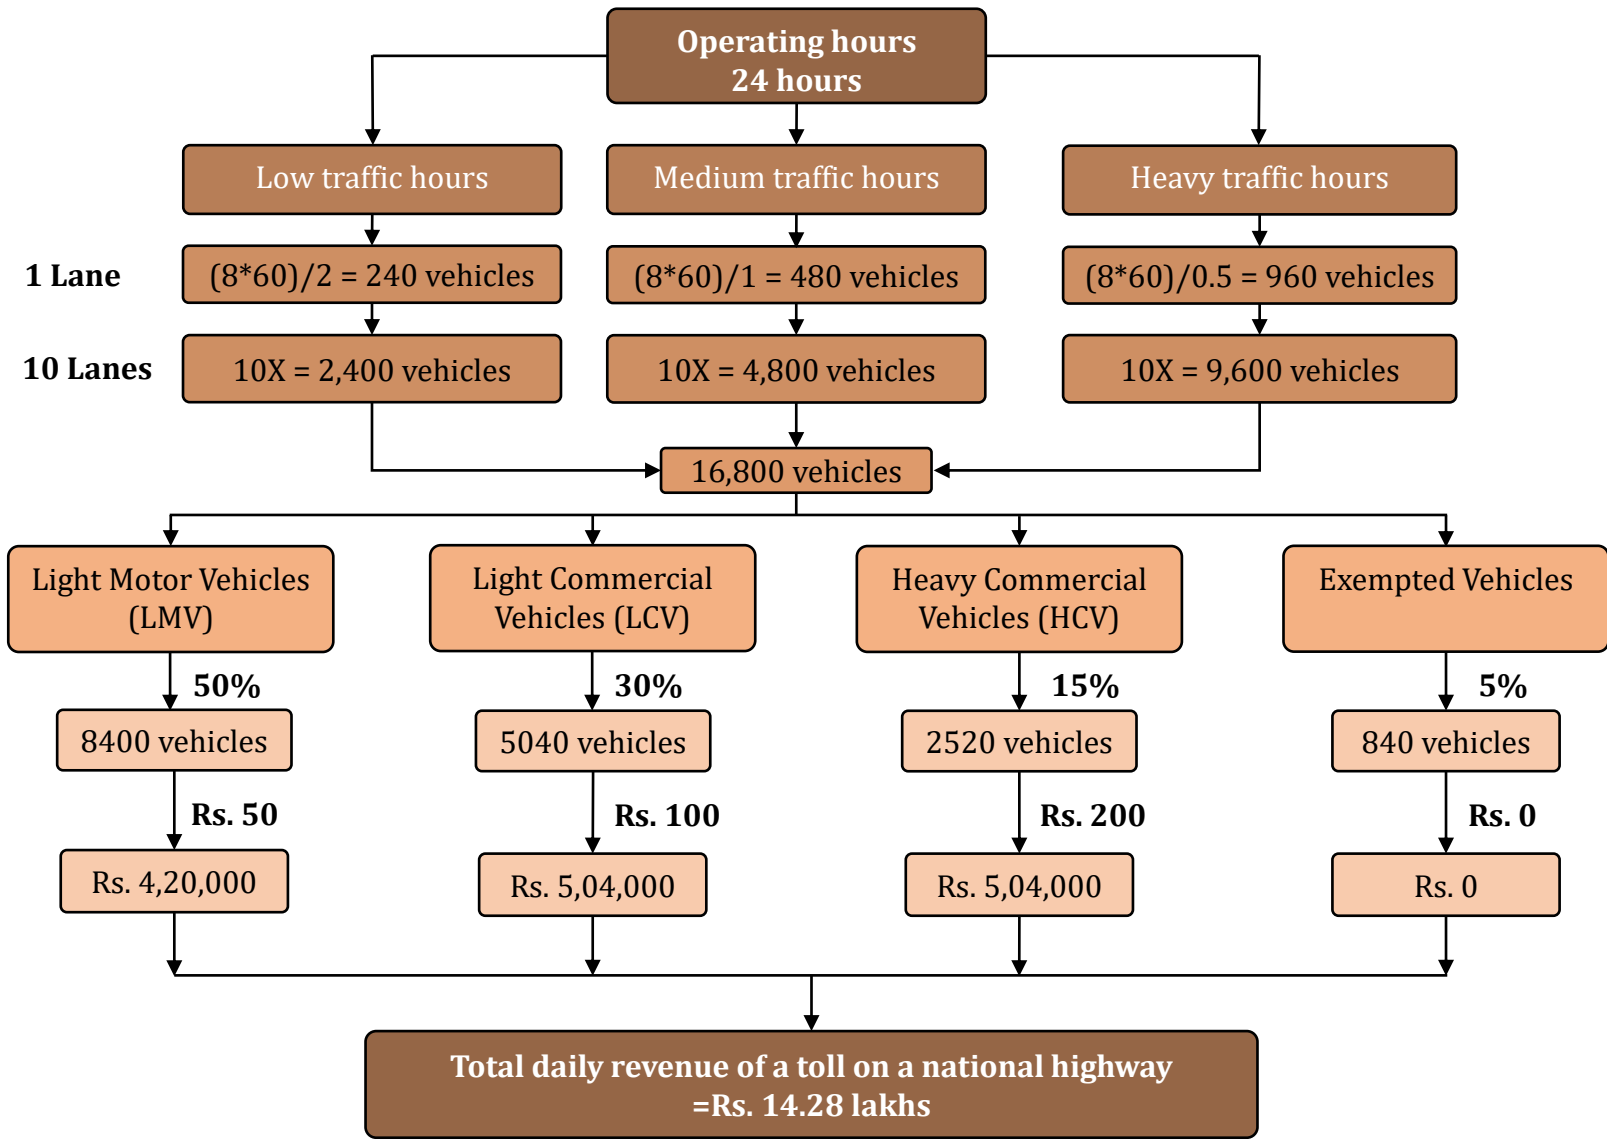 Operating hours
24 hours
Low traffic hours
Medium traffic hours
Heavy traffic hours
1 Lane
(8*60)/2 = 240 vehicles
(8*60)/1 = 480 vehicles
(8*60)/0.5 = 960 vehicles
10 Lanes
10X = 2,400 vehicles
10X = 4,800 vehicles
10X = 9,600 vehicles
16,800 vehicles
Light Motor Vehicles
(LMV)
Light Commercial
Vehicles (LCV)
Heavy Commercial
Vehicles (HCV)
Exempted Vehicles
50%
30%
15%
5%
8400 vehicles
5040 vehicles
2520 vehicles
840 vehicles
Rs. 50
Rs. 100
Rs. 200
Rs. 0
Rs. 4,20,000
Rs. 5,04,000
Rs. 5,04,000
Rs. 0
Total daily revenue of a toll on a national highway
=Rs. 14.28 lakhs